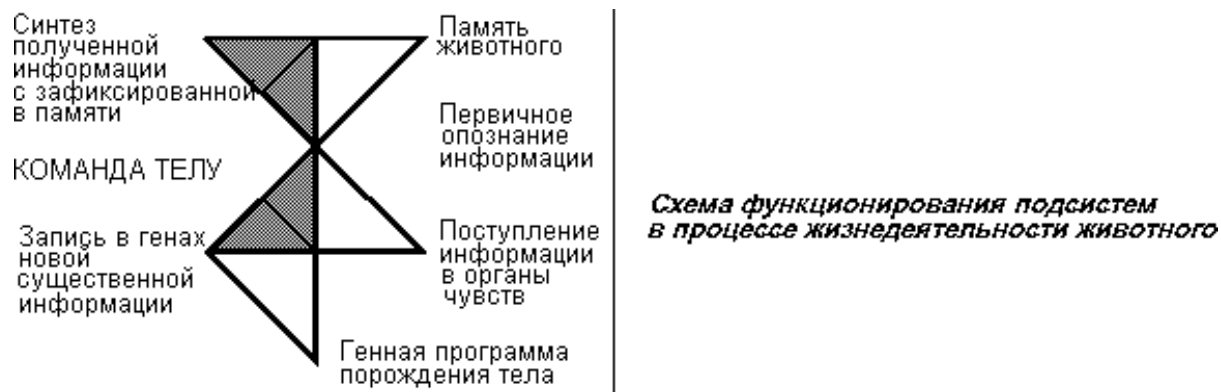 Синтез
полученной
информации
с зафиксированной
в памяти
Память
животного
Первичное
опознание
информации
КОМАНДА ТЕЛУ
Запись в генах
новой
существенной
информации
Поступление
информации
в органы
чувств
Генная программа
порождения тела
Схема функционирования подсистем
в процессе жизнедеятельности животного